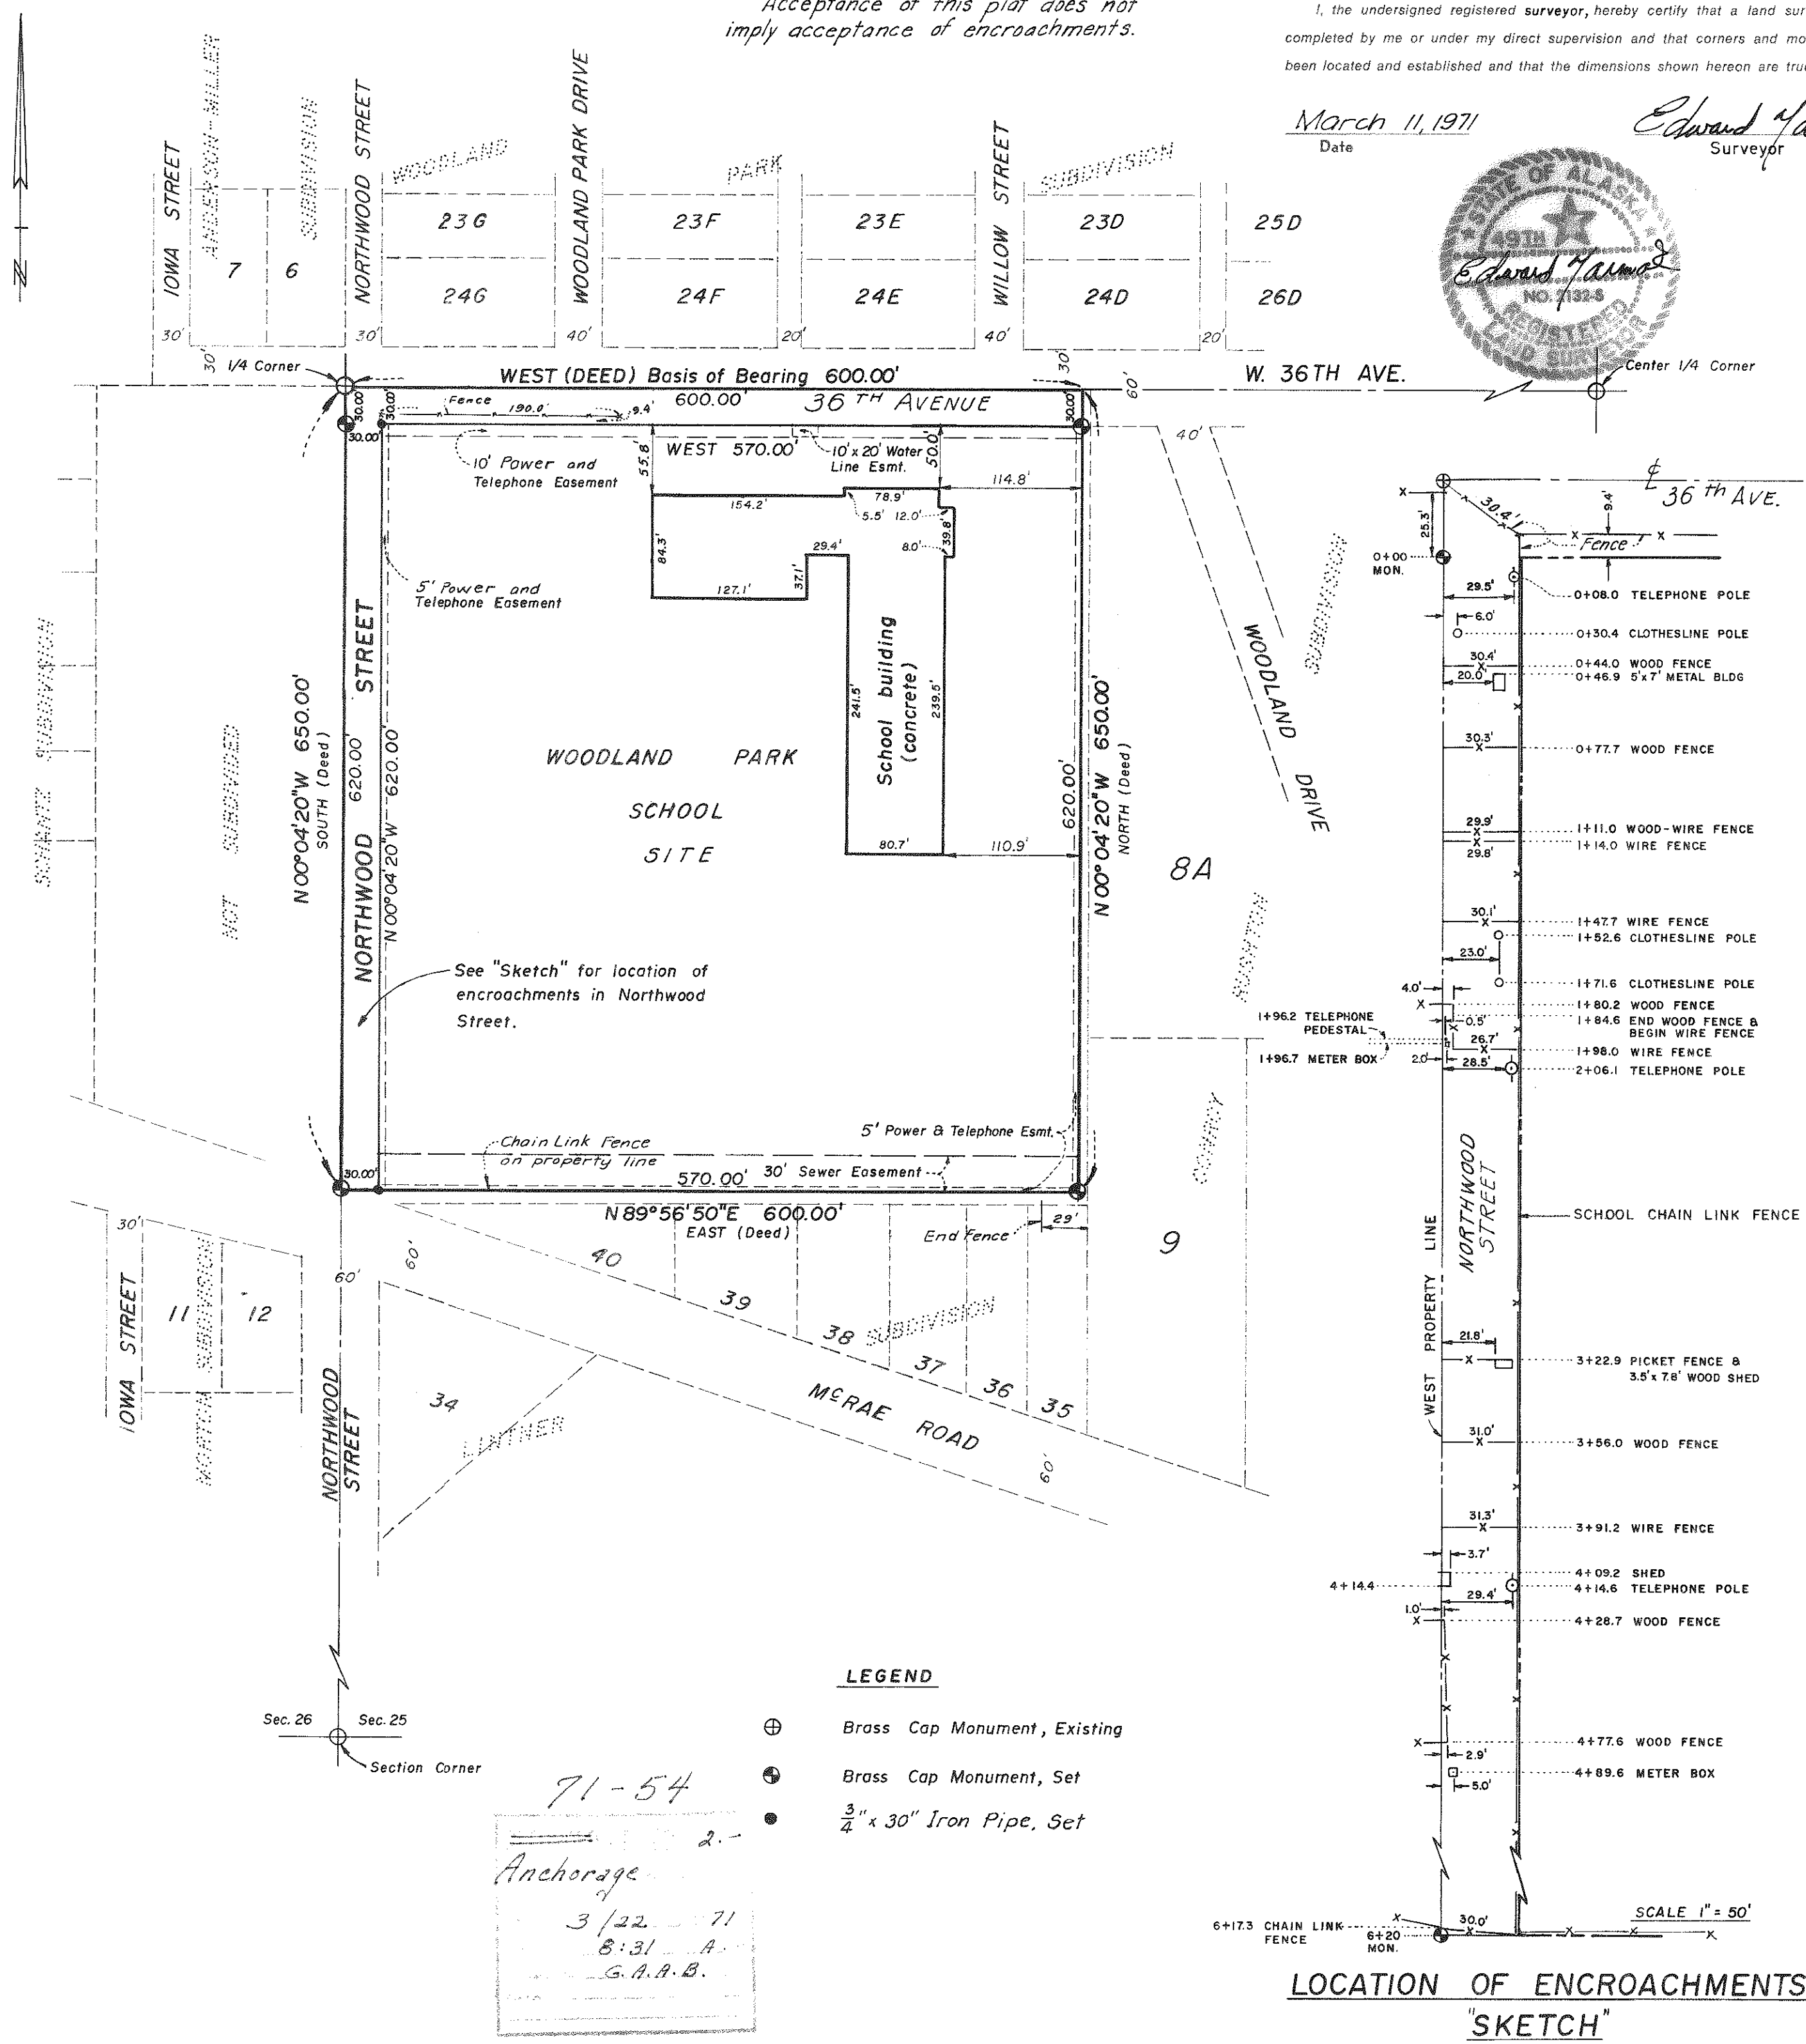 Acceptance of this plat does not
imply acceptance of encroachments.
I, the undersigned registered surveyor, hereby certify that a land sur
completed by me or under my direct supervision and that corners and mo
been located and established and that the dimensions shown hereon are true
March 11, 1971
Date
Edward
Surveyor
STATE OF ALASKA
49TH
Edward
NO. 2132-S
REGISTERED
LAND SURVEYOR
N
IOWA STREET
ANDERSON-MILLER
SUBDIVISION
7
6
NORTHWOOD STREET
WOODLAND
PARK
SUBDIVISION
WOODLAND PARK DRIVE
WILLOW STREET
23G
23F
23E
23D
25D
24G
24F
24E
24D
26D
30'
30'
40'
20'
40'
20'
30'
30'
60'
1/4 Corner
WEST (DEED) Basis of Bearing 600.00'
W. 36TH AVE.
Center 1/4 Corner
600.00'
36TH AVENUE
Fence
190.0'
9.4'
30.00'
30.00'
30.00'
30.00'
10' Power and
Telephone Easement
55.8'
WEST 570.00'
10' x 20' Water
Line Esmt.
50.0'
114.8'
40'
154.2'
78.9'
5.5'
12.0'
39.8'
8.0'
84.3'
29.4'
37.1'
127.1'
5' Power and
Telephone Easement
241.5'
239.5'
School building
(concrete)
80.7'
110.9'
WOODLAND PARK
SCHOOL
SITE
SCHANTZ SUBDIVISION
NOT SUBDIVIDED
N 00°04'20"W 650.00'
SOUTH (Deed)
NORTHWOOD STREET
620.00'
N 00°04'20"W 620.00'
620.00'
N 00°04'20"W 650.00'
NORTH (Deed)
WOODLAND DRIVE
SUBDIVISION
8A
See "Sketch" for location of
encroachments in Northwood
Street.
Chain Link Fence
on property line
5' Power & Telephone Esmt.
30' Sewer Easement
30.00'
570.00'
N 89°56'50"E 600.00'
EAST (Deed)
End Fence
29'
9
30'
60'
60'
IOWA STREET
11
MORTON SUBDIVISION
12
NORTHWOOD
STREET
40
39
38
37
36
35
SUBDIVISION
34
LINTNER
McRAE ROAD
60'
Sec. 26
Sec. 25
Section Corner
LEGEND
Brass Cap Monument, Existing
Brass Cap Monument, Set
3/4" x 30" Iron Pipe, Set
71-54
2.-
Anchorage
3/22 71
8:31 A.
G.A.A.B.
℄ 36th AVE.
30.4'
9.4'
25.3'
Fence
0+00
MON.
29.5'
0+08.0 TELEPHONE POLE
6.0'
0+30.4 CLOTHESLINE POLE
30.4'
0+44.0 WOOD FENCE
20.0'
0+46.9 5'x7' METAL BLDG
30.3'
0+77.7 WOOD FENCE
29.9'
1+11.0 WOOD-WIRE FENCE
29.8'
1+14.0 WIRE FENCE
30.1'
1+47.7 WIRE FENCE
1+52.6 CLOTHESLINE POLE
23.0'
1+71.6 CLOTHESLINE POLE
4.0'
1+80.2 WOOD FENCE
0.5'
1+84.6 END WOOD FENCE &
BEGIN WIRE FENCE
1+96.2 TELEPHONE
PEDESTAL
26.7'
1+98.0 WIRE FENCE
1+96.7 METER BOX
2.0'
28.5'
2+06.1 TELEPHONE POLE
WEST PROPERTY LINE
NORTHWOOD
STREET
SCHOOL CHAIN LINK FENCE
21.8'
3+22.9 PICKET FENCE &
3.5'x 7.8' WOOD SHED
31.0'
3+56.0 WOOD FENCE
31.3'
3+91.2 WIRE FENCE
3.7'
4+09.2 SHED
4+14.4
4+14.6 TELEPHONE POLE
29.4'
1.0'
4+28.7 WOOD FENCE
4+77.6 WOOD FENCE
2.9'
4+89.6 METER BOX
5.0'
6+17.3 CHAIN LINK
FENCE
6+20
MON.
30.0'
SCALE 1" = 50'
LOCATION OF ENCROACHMENTS
"SKETCH"